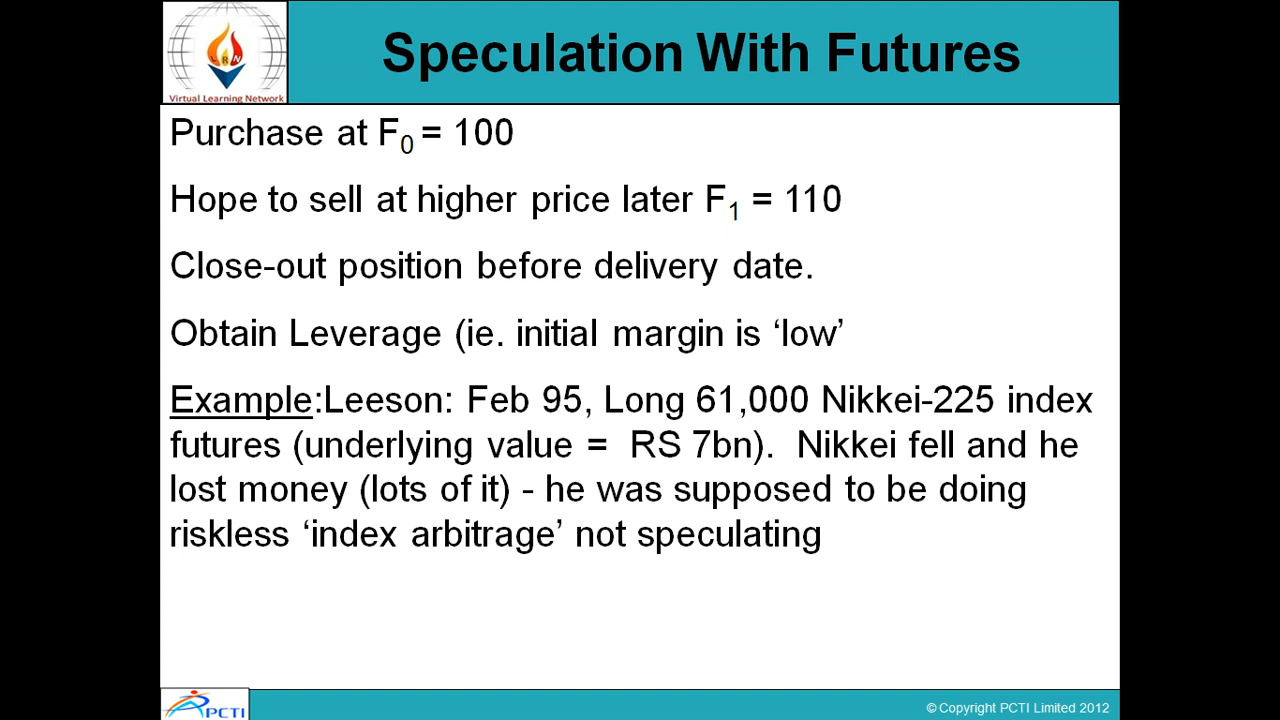 Speculation With Futures
LRN
Virtual Learning Network
Purchase at F0 = 100
Hope to sell at higher price later F1 = 110
Close-out position before delivery date.
Obtain Leverage (ie. initial margin is ‘low’
Example:Leeson: Feb 95, Long 61,000 Nikkei-225 index
futures (underlying value = RS 7bn). Nikkei fell and he
lost money (lots of it) - he was supposed to be doing
riskless ‘index arbitrage’ not speculating
PCTI
© Copyright PCTI Limited 2012